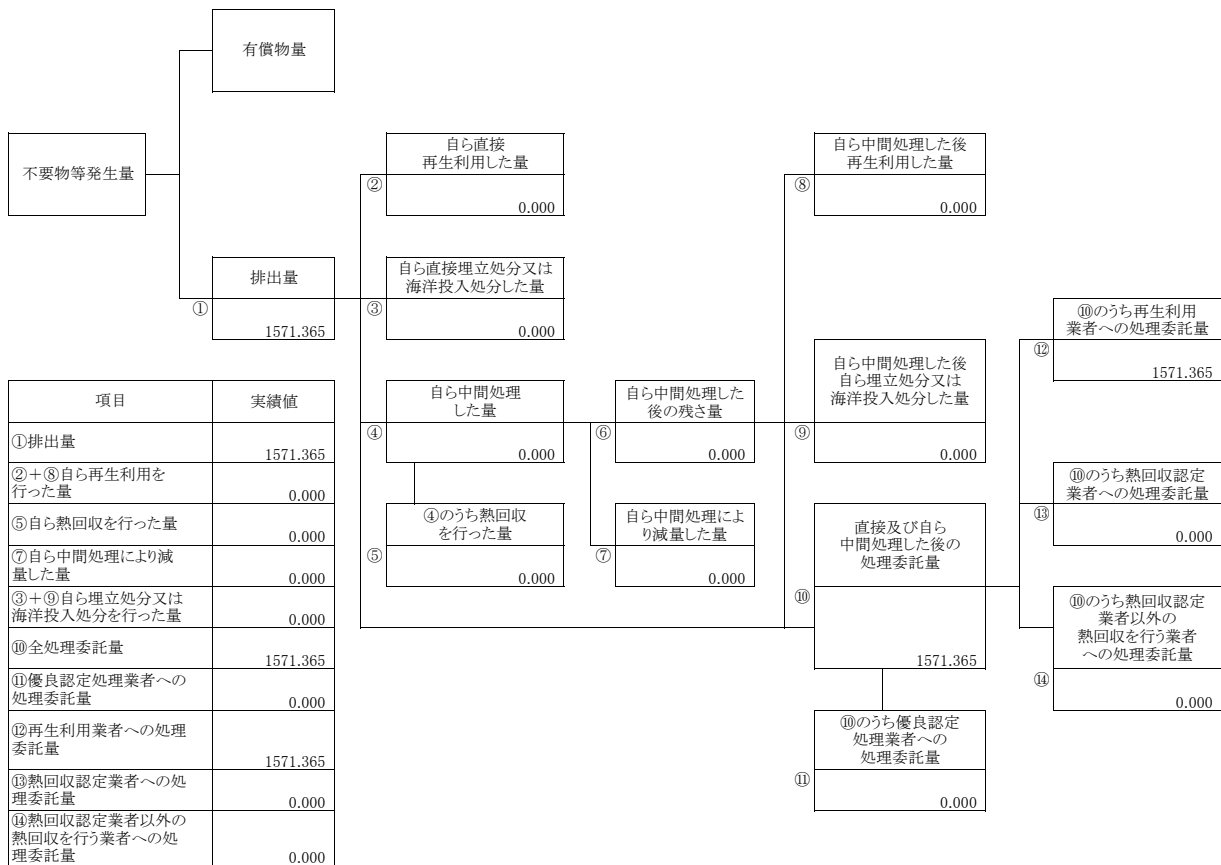 有償物量
不要物等発生量
自ら直接
再生利用した量
②
0.000
自ら中間処理した後
再生利用した量
⑧
0.000
排出量
①
1571.365
自ら直接埋立処分又は
海洋投入処分した量
③
0.000
⑩のうち再生利用
業者への処理委託量
⑫
1571.365
自ら中間処理
した量
④
0.000
自ら中間処理した
後の残さ量
⑥
0.000
自ら中間処理した後
自ら埋立処分又は
海洋投入処分した量
⑨
0.000
⑩のうち熱回収認定
業者への処理委託量
⑬
0.000
④のうち熱回収
を行った量
⑤
0.000
自ら中間処理によ
り減量した量
⑦
0.000
直接及び自ら
中間処理した後の
処理委託量
⑩
1571.365
⑩のうち熱回収認定
業者以外の
熱回収を行う業者
への処理委託量
⑭
0.000
⑩のうち優良認定
処理業者への
処理委託量
⑪
0.000
項目 実績値
①排出量
1571.365
②+⑧自ら再生利用を
行った量 0.000
⑤自ら熱回収を行った量
0.000
⑦自ら中間処理により減
量した量 0.000
③+⑨自ら埋立処分又は
海洋投入処分を行った量 0.000
⑩全処理委託量
1571.365
⑪優良認定処理業者への
処理委託量 0.000
⑫再生利用業者への処理
委託量 1571.365
⑬熱回収認定業者への処
理委託量 0.000
⑭熱回収認定業者以外の
熱回収を行う業者への処
理委託量 0.000